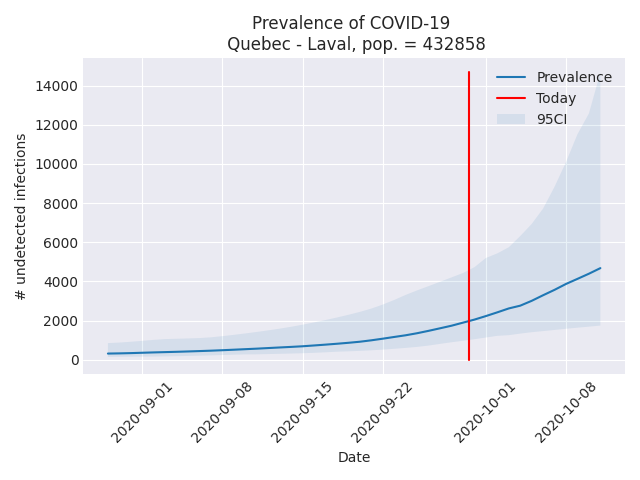 Prevalence of COVID-19
Quebec - Laval, pop. = 432858
Prevalence
Today
95CI
# undetected infections
14000
12000
10000
8000
6000
4000
2000
0
2020-09-01
2020-09-08
2020-09-15
2020-09-22
2020-10-01
2020-10-08
Date